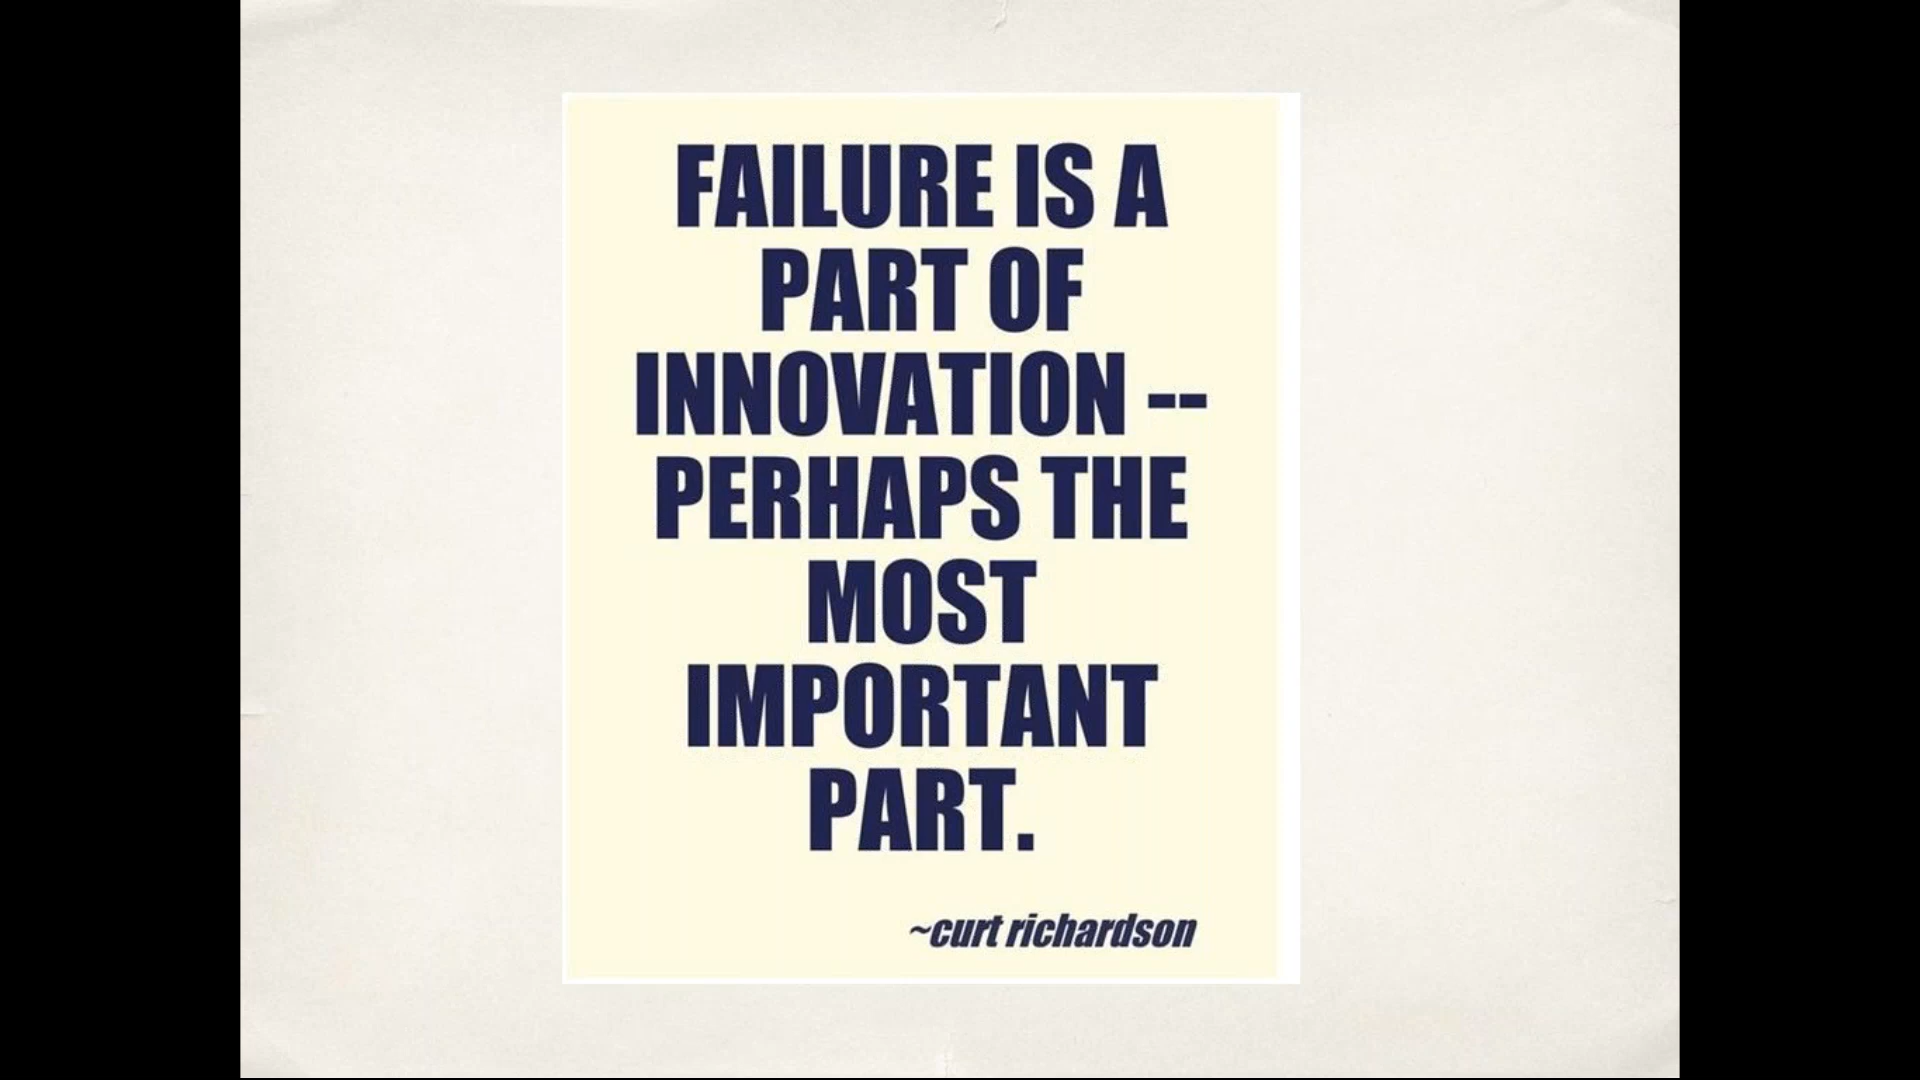 FAILURE IS A
PART OF
INNOVATION --
PERHAPS THE
MOST
IMPORTANT
PART.
~curt richardson